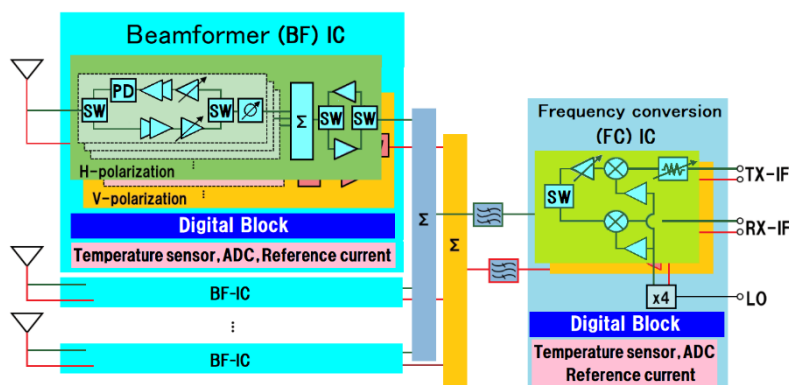 Beamformer (BF) IC
PD
SW
SW
Σ
SW
SW
H-polarization
V-polarization
Digital Block
Temperature sensor, ADC, Reference current
BF-IC
BF-IC
Σ
Σ
Frequency conversion
(FC) IC
SW
TX-IF
RX-IF
x4
LO
Digital Block
Temperature sensor, ADC
Reference current